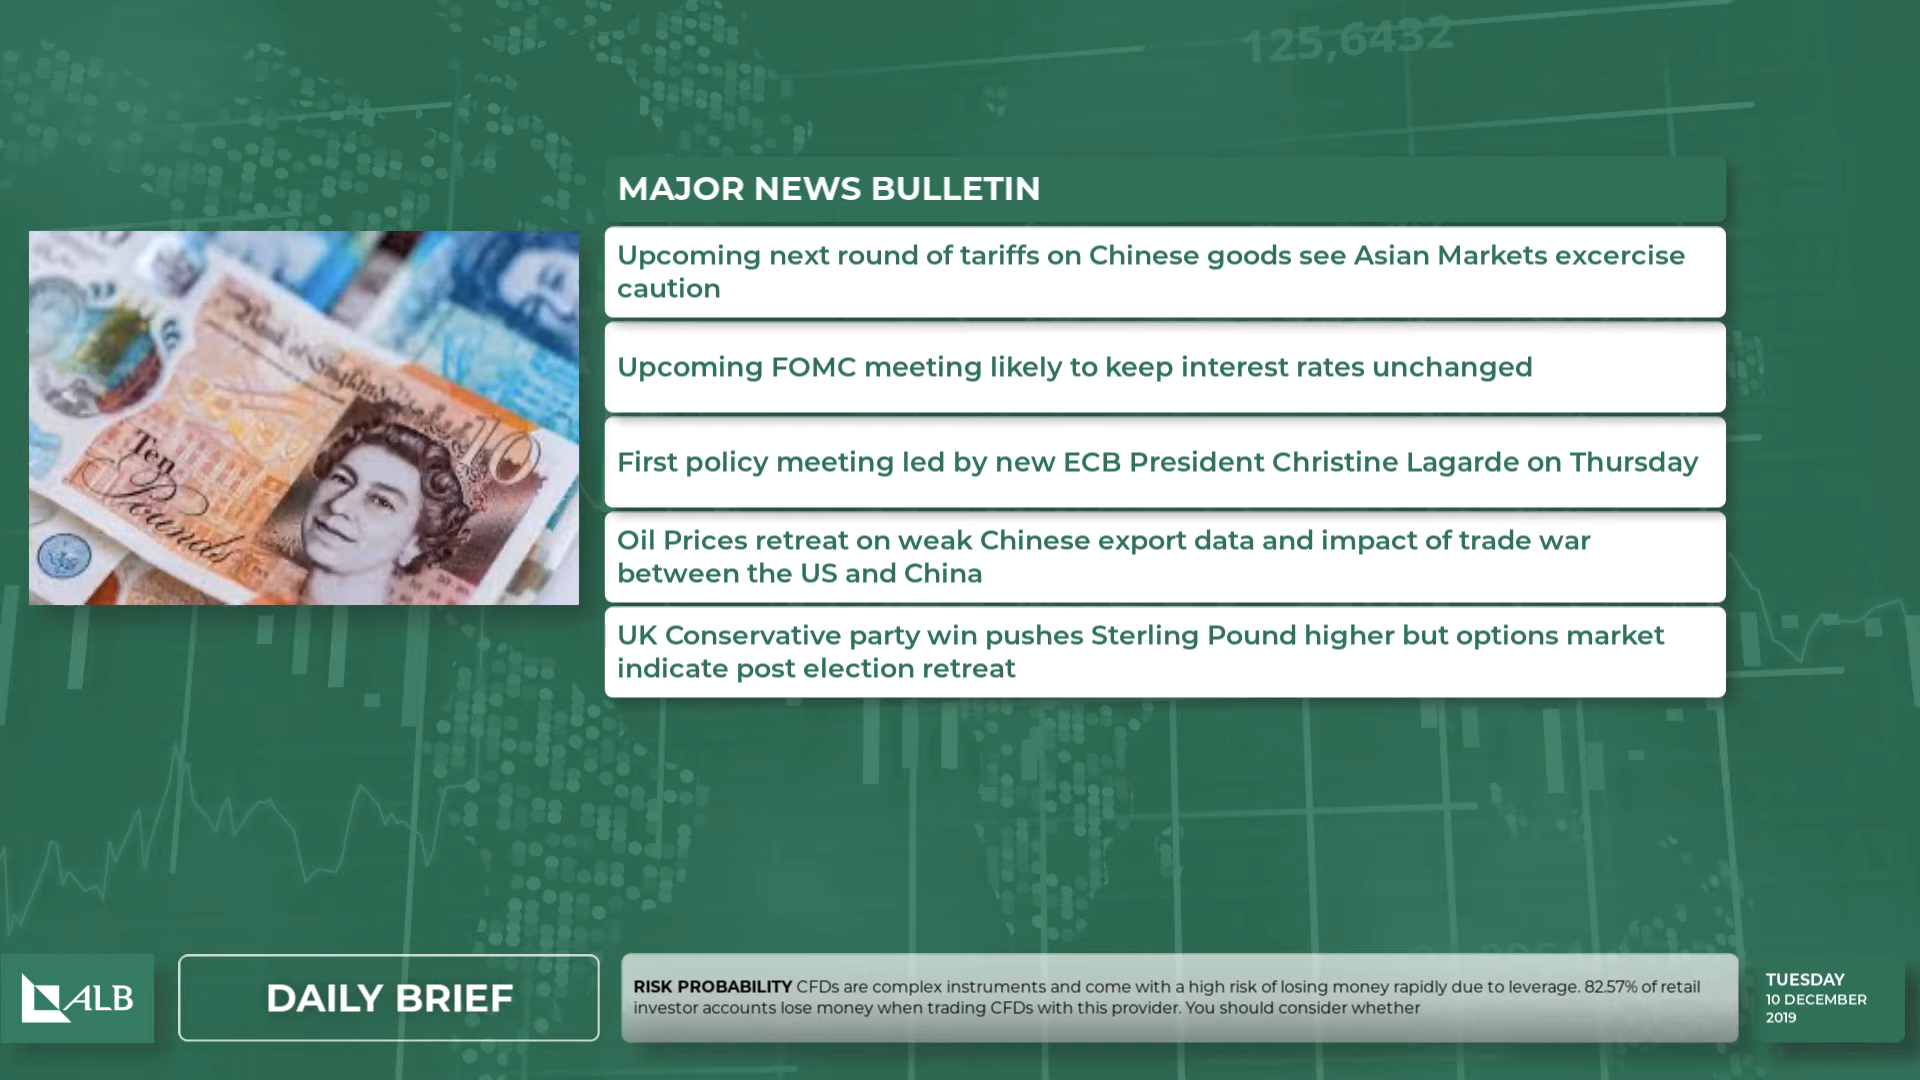 125,6432
MAJOR NEWS BULLETIN
Upcoming next round of tariffs on Chinese goods see Asian Markets excercise
caution
Upcoming FOMC meeting likely to keep interest rates unchanged
First policy meeting led by new ECB President Christine Lagarde on Thursday
Oil Prices retreat on weak Chinese export data and impact of trade war
between the US and China
UK Conservative party win pushes Sterling Pound higher but options market
indicate post election retreat
Bank of England
10
Ten
Pounds
ALB
DAILY BRIEF
RISK PROBABILITY CFDs are complex instruments and come with a high risk of losing money rapidly due to leverage. 82.57% of retail
investor accounts lose money when trading CFDs with this provider. You should consider whether
TUESDAY
10 DECEMBER
2019